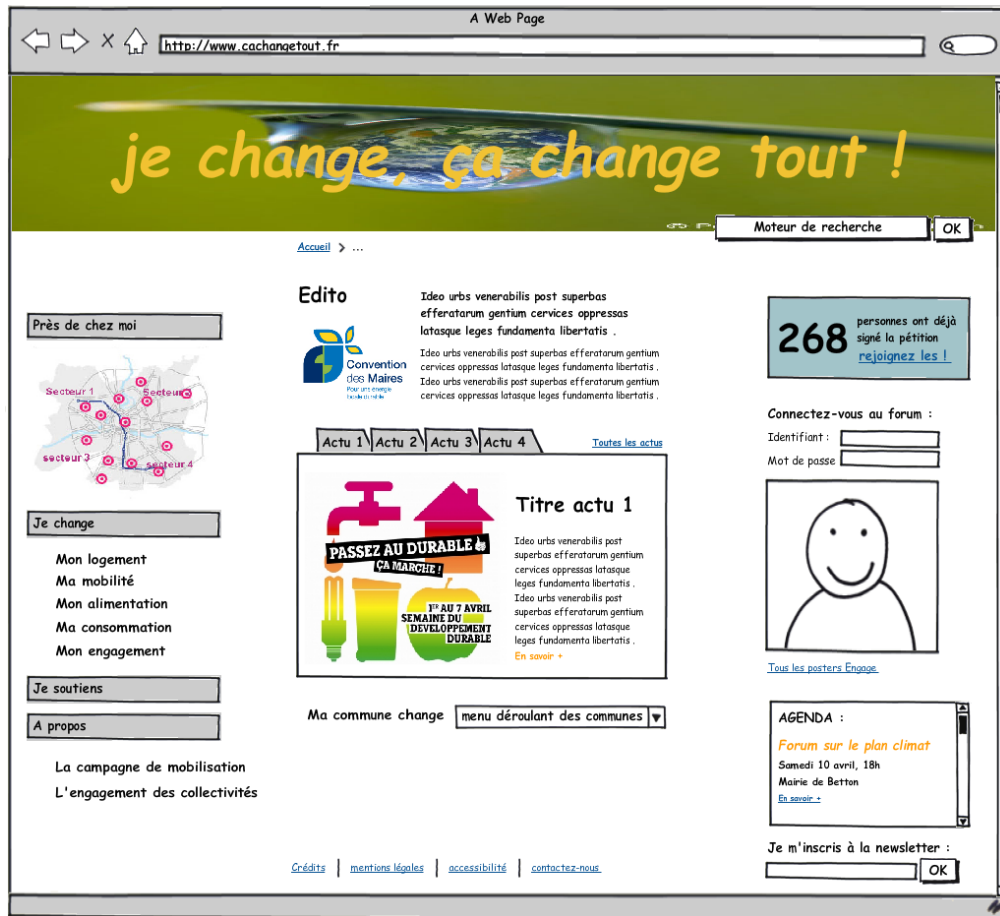 A Web Page
http://www.cachangetout.fr
je change, ça change tout !
Moteur de recherche
OK
Accueil > ...
Près de chez moi
Secteur 1
Secteur
secteur 3
secteur 4
Je change
Mon logement
Ma mobilité
Mon alimentation
Ma consommation
Mon engagement
Je soutiens
A propos
La campagne de mobilisation
L'engagement des collectivités
Edito
Convention
des Maires
Pour une énergie
Ideo urbs venerabilis post superbas
efferatarum gentium cervices oppressas
latasque leges fundamenta libertatis .
Ideo urbs venerabilis post superbas efferatarum gentium
cervices oppressas latasque leges fundamenta libertatis .
Ideo urbs venerabilis post superbas efferatarum gentium
cervices oppressas latasque leges fundamenta libertatis .
Actu 1 Actu 2 Actu 3 Actu 4
Toutes les actus
PASSEZ AU DURABLE
ÇA MARCHE !
1ER AU 7 AVRIL
SEMAINE DU
DEVELOPPEMENT
DURABLE
Titre actu 1
Ideo urbs venerabilis post
superbas efferatarum gentium
cervices oppressas latasque
leges fundamenta libertatis .
Ideo urbs venerabilis post
superbas efferatarum gentium
cervices oppressas latasque
leges fundamenta libertatis .
En savoir +
Ma commune change
menu déroulant des communes
268
personnes ont déjà
signé la pétition
rejoignez les !
Connectez-vous au forum :
Identifiant :
Mot de passe
Tous les posters Engage
AGENDA :
Forum sur le plan climat
Samedi 10 avril, 18h
Mairie de Betton
En savoir +
Je m'inscris à la newsletter :
OK
Crédits
mentions légales
accessibilité
contactez-nous